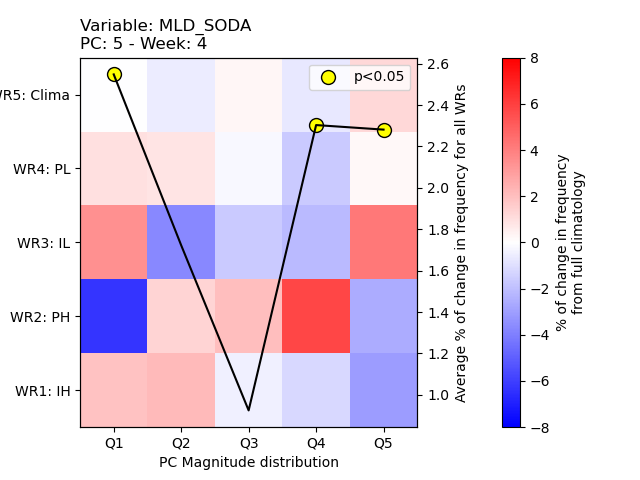 Variable: MLD_SODA
PC: 5 - Week: 4
p<0.05
WR5: Clima
WR4: PL
WR3: IL
WR2: PH
WR1: IH
Q1 Q2 Q3 Q4 Q5
PC Magnitude distribution
2.6
2.4
2.2
2.0
1.8
1.6
1.4
1.2
1.0
Average % of change in frequency for all WRs
8
6
4
2
0
−2
−4
−6
−8
% of change in frequency
from full climatology